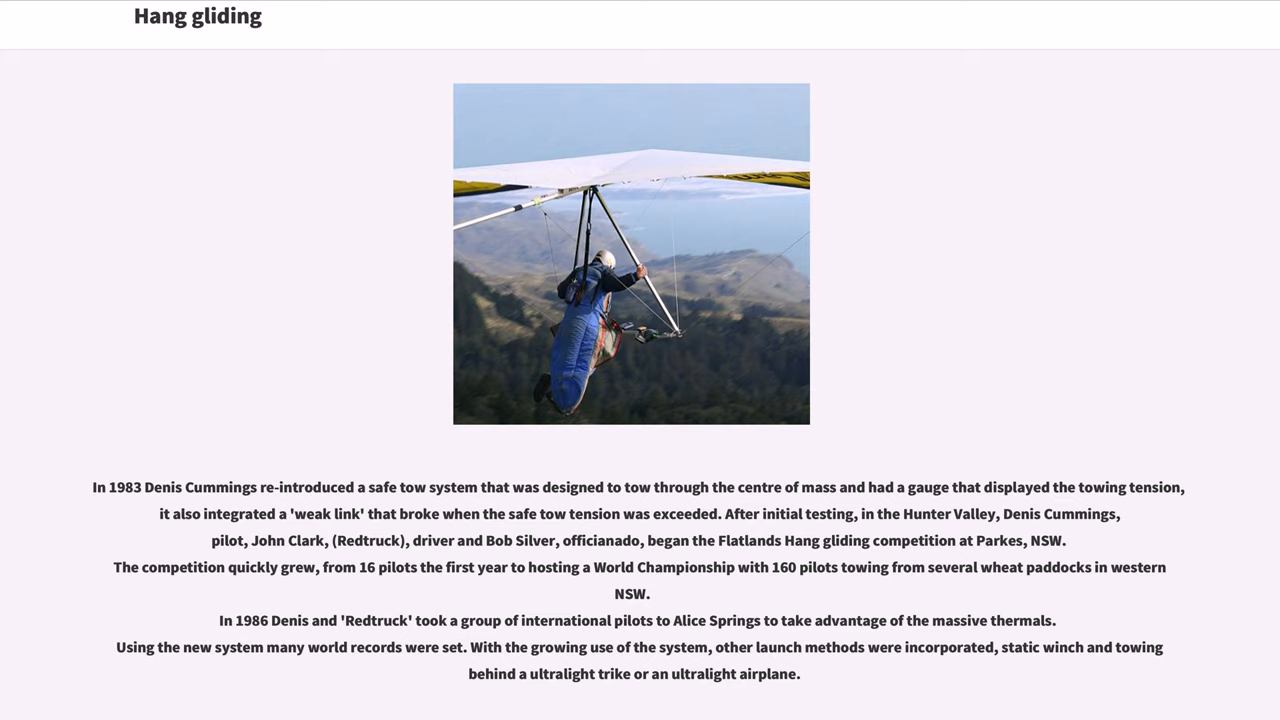 Hang gliding
In 1983 Denis Cummings re-introduced a safe tow system that was designed to tow through the centre of mass and had a gauge that displayed the towing tension,
it also integrated a 'weak link' that broke when the safe tow tension was exceeded. After initial testing, in the Hunter Valley, Denis Cummings,
pilot, John Clark, (Redtruck), driver and Bob Silver, officianado, began the Flatlands Hang gliding competition at Parkes, NSW.
The competition quickly grew, from 16 pilots the first year to hosting a World Championship with 160 pilots towing from several wheat paddocks in western
NSW.
In 1986 Denis and 'Redtruck' took a group of international pilots to Alice Springs to take advantage of the massive thermals.
Using the new system many world records were set. With the growing use of the system, other launch methods were incorporated, static winch and towing
behind a ultralight trike or an ultralight airplane.